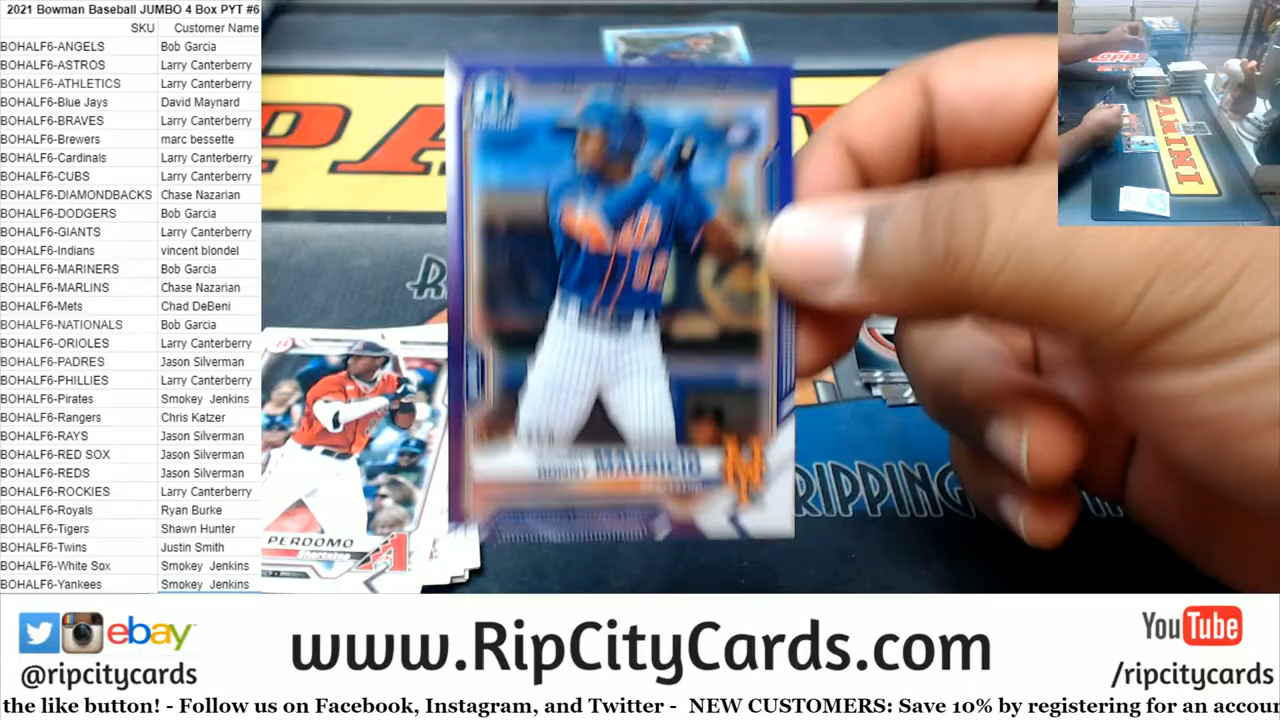 2021 Bowman Baseball JUMBO 4 Box PYT #6
SKU Customer Name
BOHALF6-ANGELS Bob Garcia
BOHALF6-ASTROS Larry Canterberry
BOHALF6-ATHLETICS Larry Canterberry
BOHALF6-Blue Jays David Maynard
BOHALF6-BRAVES Larry Canterberry
BOHALF6-Brewers marc bessette
BOHALF6-Cardinals Larry Canterberry
BOHALF6-CUBS Larry Canterberry
BOHALF6-DIAMONDBACKS Chase Nazarian
BOHALF6-DODGERS Bob Garcia
BOHALF6-GIANTS Larry Canterberry
BOHALF6-Indians vincent blondel
BOHALF6-MARINERS Bob Garcia
BOHALF6-MARLINS Chase Nazarian
BOHALF6-Mets Chad DeBeni
BOHALF6-NATIONALS Bob Garcia
BOHALF6-ORIOLES Larry Canterberry
BOHALF6-PADRES Jason Silverman
BOHALF6-PHILLIES Larry Canterberry
BOHALF6-Pirates Smokey Jenkins
BOHALF6-Rangers Chris Katzer
BOHALF6-RAYS Jason Silverman
BOHALF6-RED SOX Jason Silverman
BOHALF6-REDS Jason Silverman
BOHALF6-ROCKIES Larry Canterberry
BOHALF6-Royals Ryan Burke
BOHALF6-Tigers Shawn Hunter
BOHALF6-Twins Justin Smith
BOHALF6-White Sox Smokey Jenkins
BOHALF6-Yankees Smokey Jenkins
PANINI
RONNY MAURICIO
PERDOMO
Shortstop
A
RIPPING
ebay
@ripcitycards
www.RipCityCards.com
YouTube
/ripcitycards
the like button! - Follow us on Facebook, Instagram, and Twitter - NEW CUSTOMERS: Save 10% by registering for an accoun